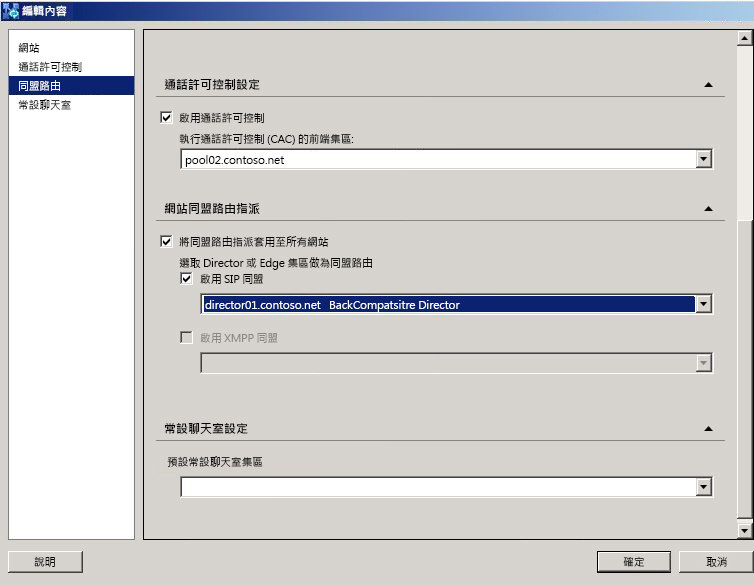 編輯內容
網站
通話許可控制
同盟路由
常設聊天室
通話許可控制設定
啟用通話許可控制
執行通話許可控制 (CAC) 的前端集區:
pool02.contoso.net
網站同盟路由指派
將同盟路由指派套用至所有網站
選取 Director 或 Edge 集區做為同盟路由
啟用 SIP 同盟
director01.contoso.net BackCompatsitre Director
啟用 XMPP 同盟
常設聊天室設定
預設常設聊天室集區
說明
確定
取消